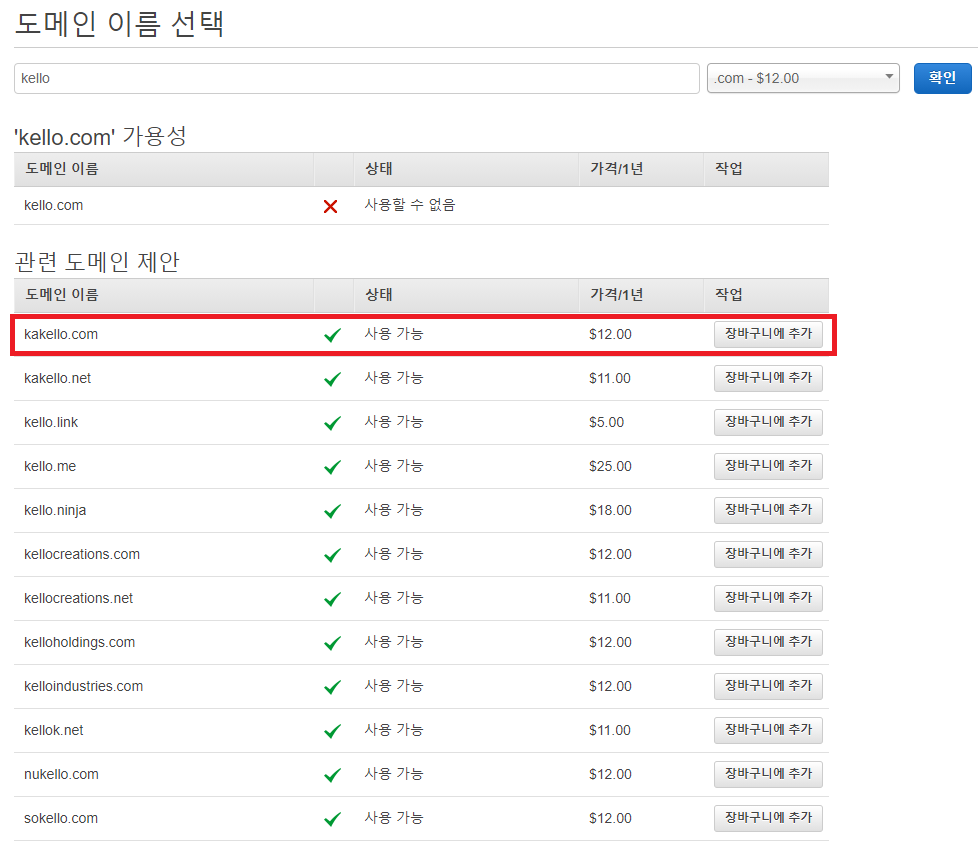 도메인 이름 선택
kello .com - $12.00 확인
'kello.com' 가용성
도메인 이름 상태 가격/1년 작업
kello.com 사용할 수 없음
관련 도메인 제안
도메인 이름 상태 가격/1년 작업
kakello.com 사용 가능 $12.00 장바구니에 추가
kakello.net 사용 가능 $11.00 장바구니에 추가
kello.link 사용 가능 $5.00 장바구니에 추가
kello.me 사용 가능 $25.00 장바구니에 추가
kello.ninja 사용 가능 $18.00 장바구니에 추가
kellocreations.com 사용 가능 $12.00 장바구니에 추가
kellocreations.net 사용 가능 $11.00 장바구니에 추가
kelloholdings.com 사용 가능 $12.00 장바구니에 추가
kelloindustries.com 사용 가능 $12.00 장바구니에 추가
kellok.net 사용 가능 $11.00 장바구니에 추가
nukello.com 사용 가능 $12.00 장바구니에 추가
sokello.com 사용 가능 $12.00 장바구니에 추가